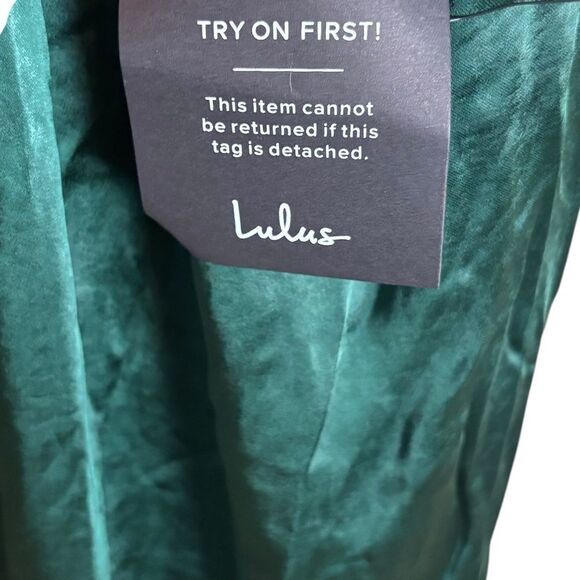 TRY ON FIRST!
This item cannot
be returned if this
tag is detached.
Lulus